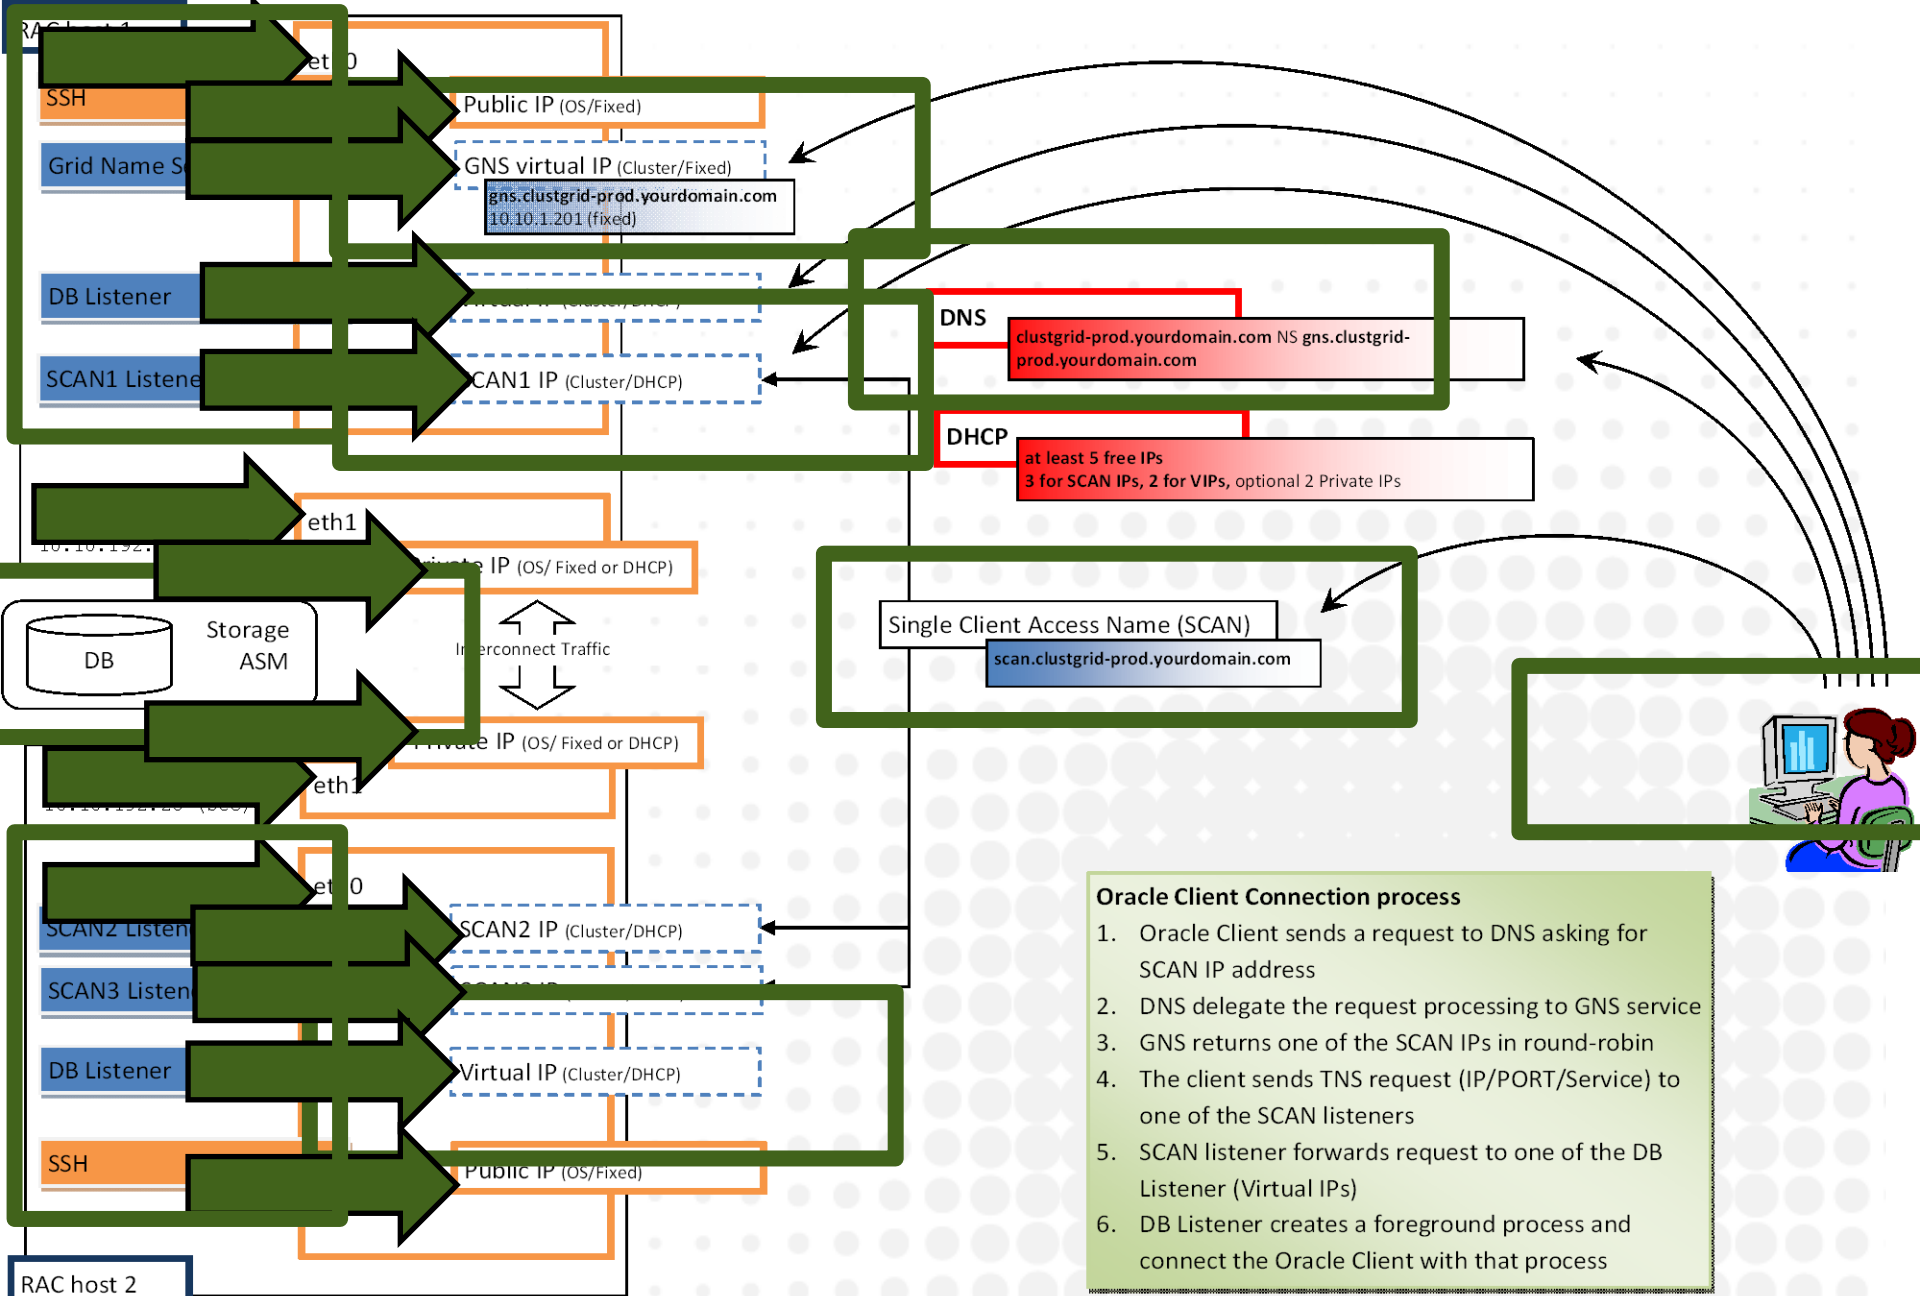 RAC host 1
eth0
SSH
Public IP (OS/Fixed)
Grid Name S
GNS virtual IP (Cluster/Fixed)
gns.clustgrid-prod.yourdomain.com
10.10.1.201 (fixed)
DB Listener
Virtual IP (Cluster/DHCP)
SCAN1 Listene
CAN1 IP (Cluster/DHCP)
DNS
clustgrid-prod.yourdomain.com NS gns.clustgrid-
prod.yourdomain.com
DHCP
at least 5 free IPs
3 for SCAN IPs, 2 for VIPs, optional 2 Private IPs
eth1
10.10.192.
Private IP (OS/ Fixed or DHCP)
Storage
ASM
DB
Interconnect Traffic
Single Client Access Name (SCAN)
scan.clustgrid-prod.yourdomain.com
Private IP (OS/ Fixed or DHCP)
eth1
eth0
SCAN2 Listen
SCAN2 IP (Cluster/DHCP)
SCAN3 Listen
DB Listener
Virtual IP (Cluster/DHCP)
SSH
Public IP (OS/Fixed)
RAC host 2
Oracle Client Connection process
1. Oracle Client sends a request to DNS asking for
SCAN IP address
2. DNS delegate the request processing to GNS service
3. GNS returns one of the SCAN IPs in round-robin
4. The client sends TNS request (IP/PORT/Service) to
one of the SCAN listeners
5. SCAN listener forwards request to one of the DB
Listener (Virtual IPs)
6. DB Listener creates a foreground process and
connect the Oracle Client with that process